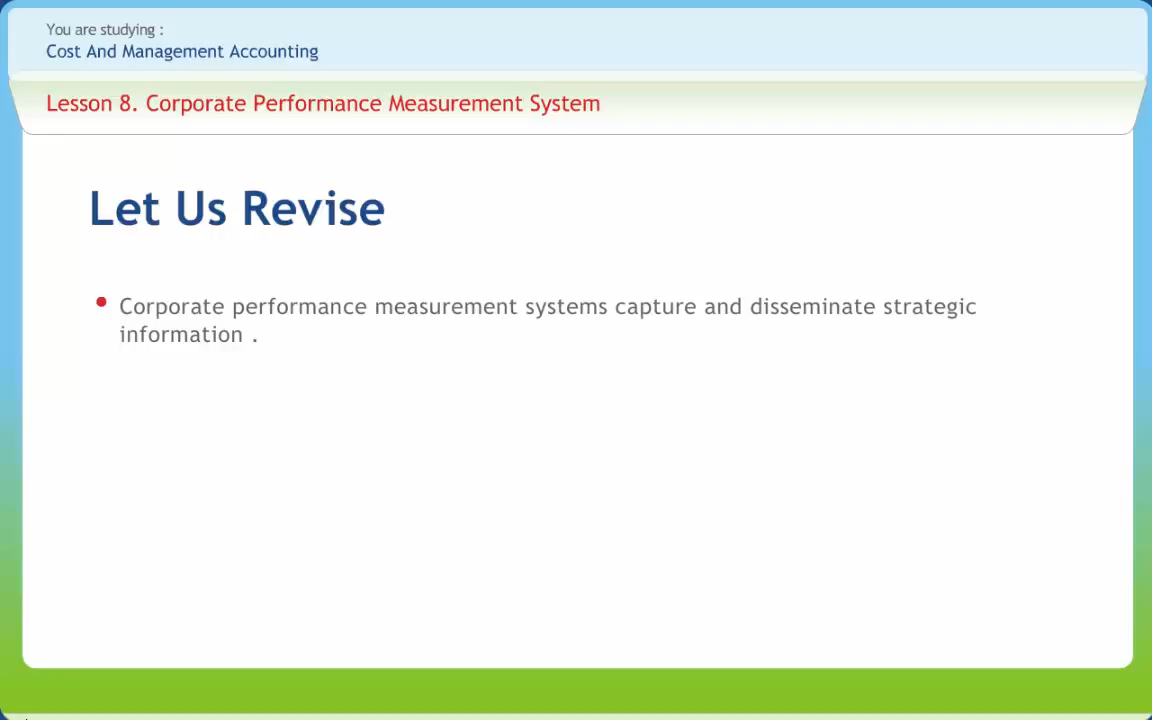 You are studying :
Cost And Management Accounting
Lesson 8. Corporate Performance Measurement System
Let Us Revise
• Corporate performance measurement systems capture and disseminate strategic
information .